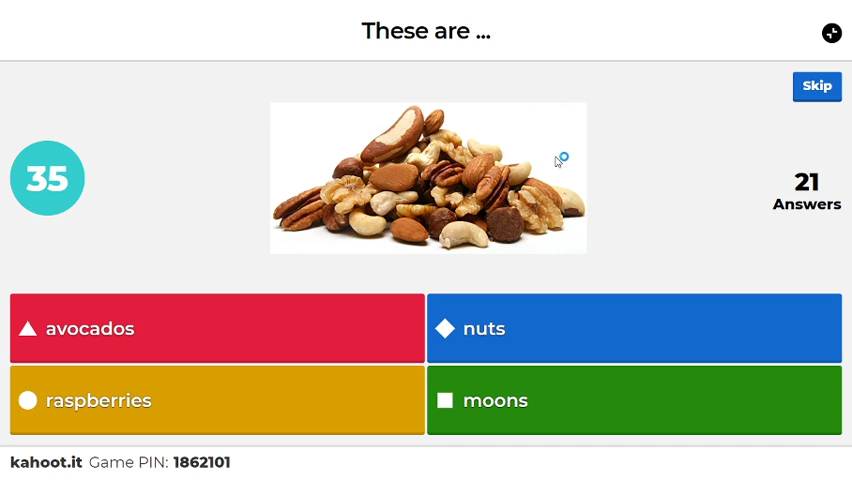 These are ...
Skip
35
21
Answers
avocados
nuts
raspberries
moons
kahoot.it Game PIN: 1862101